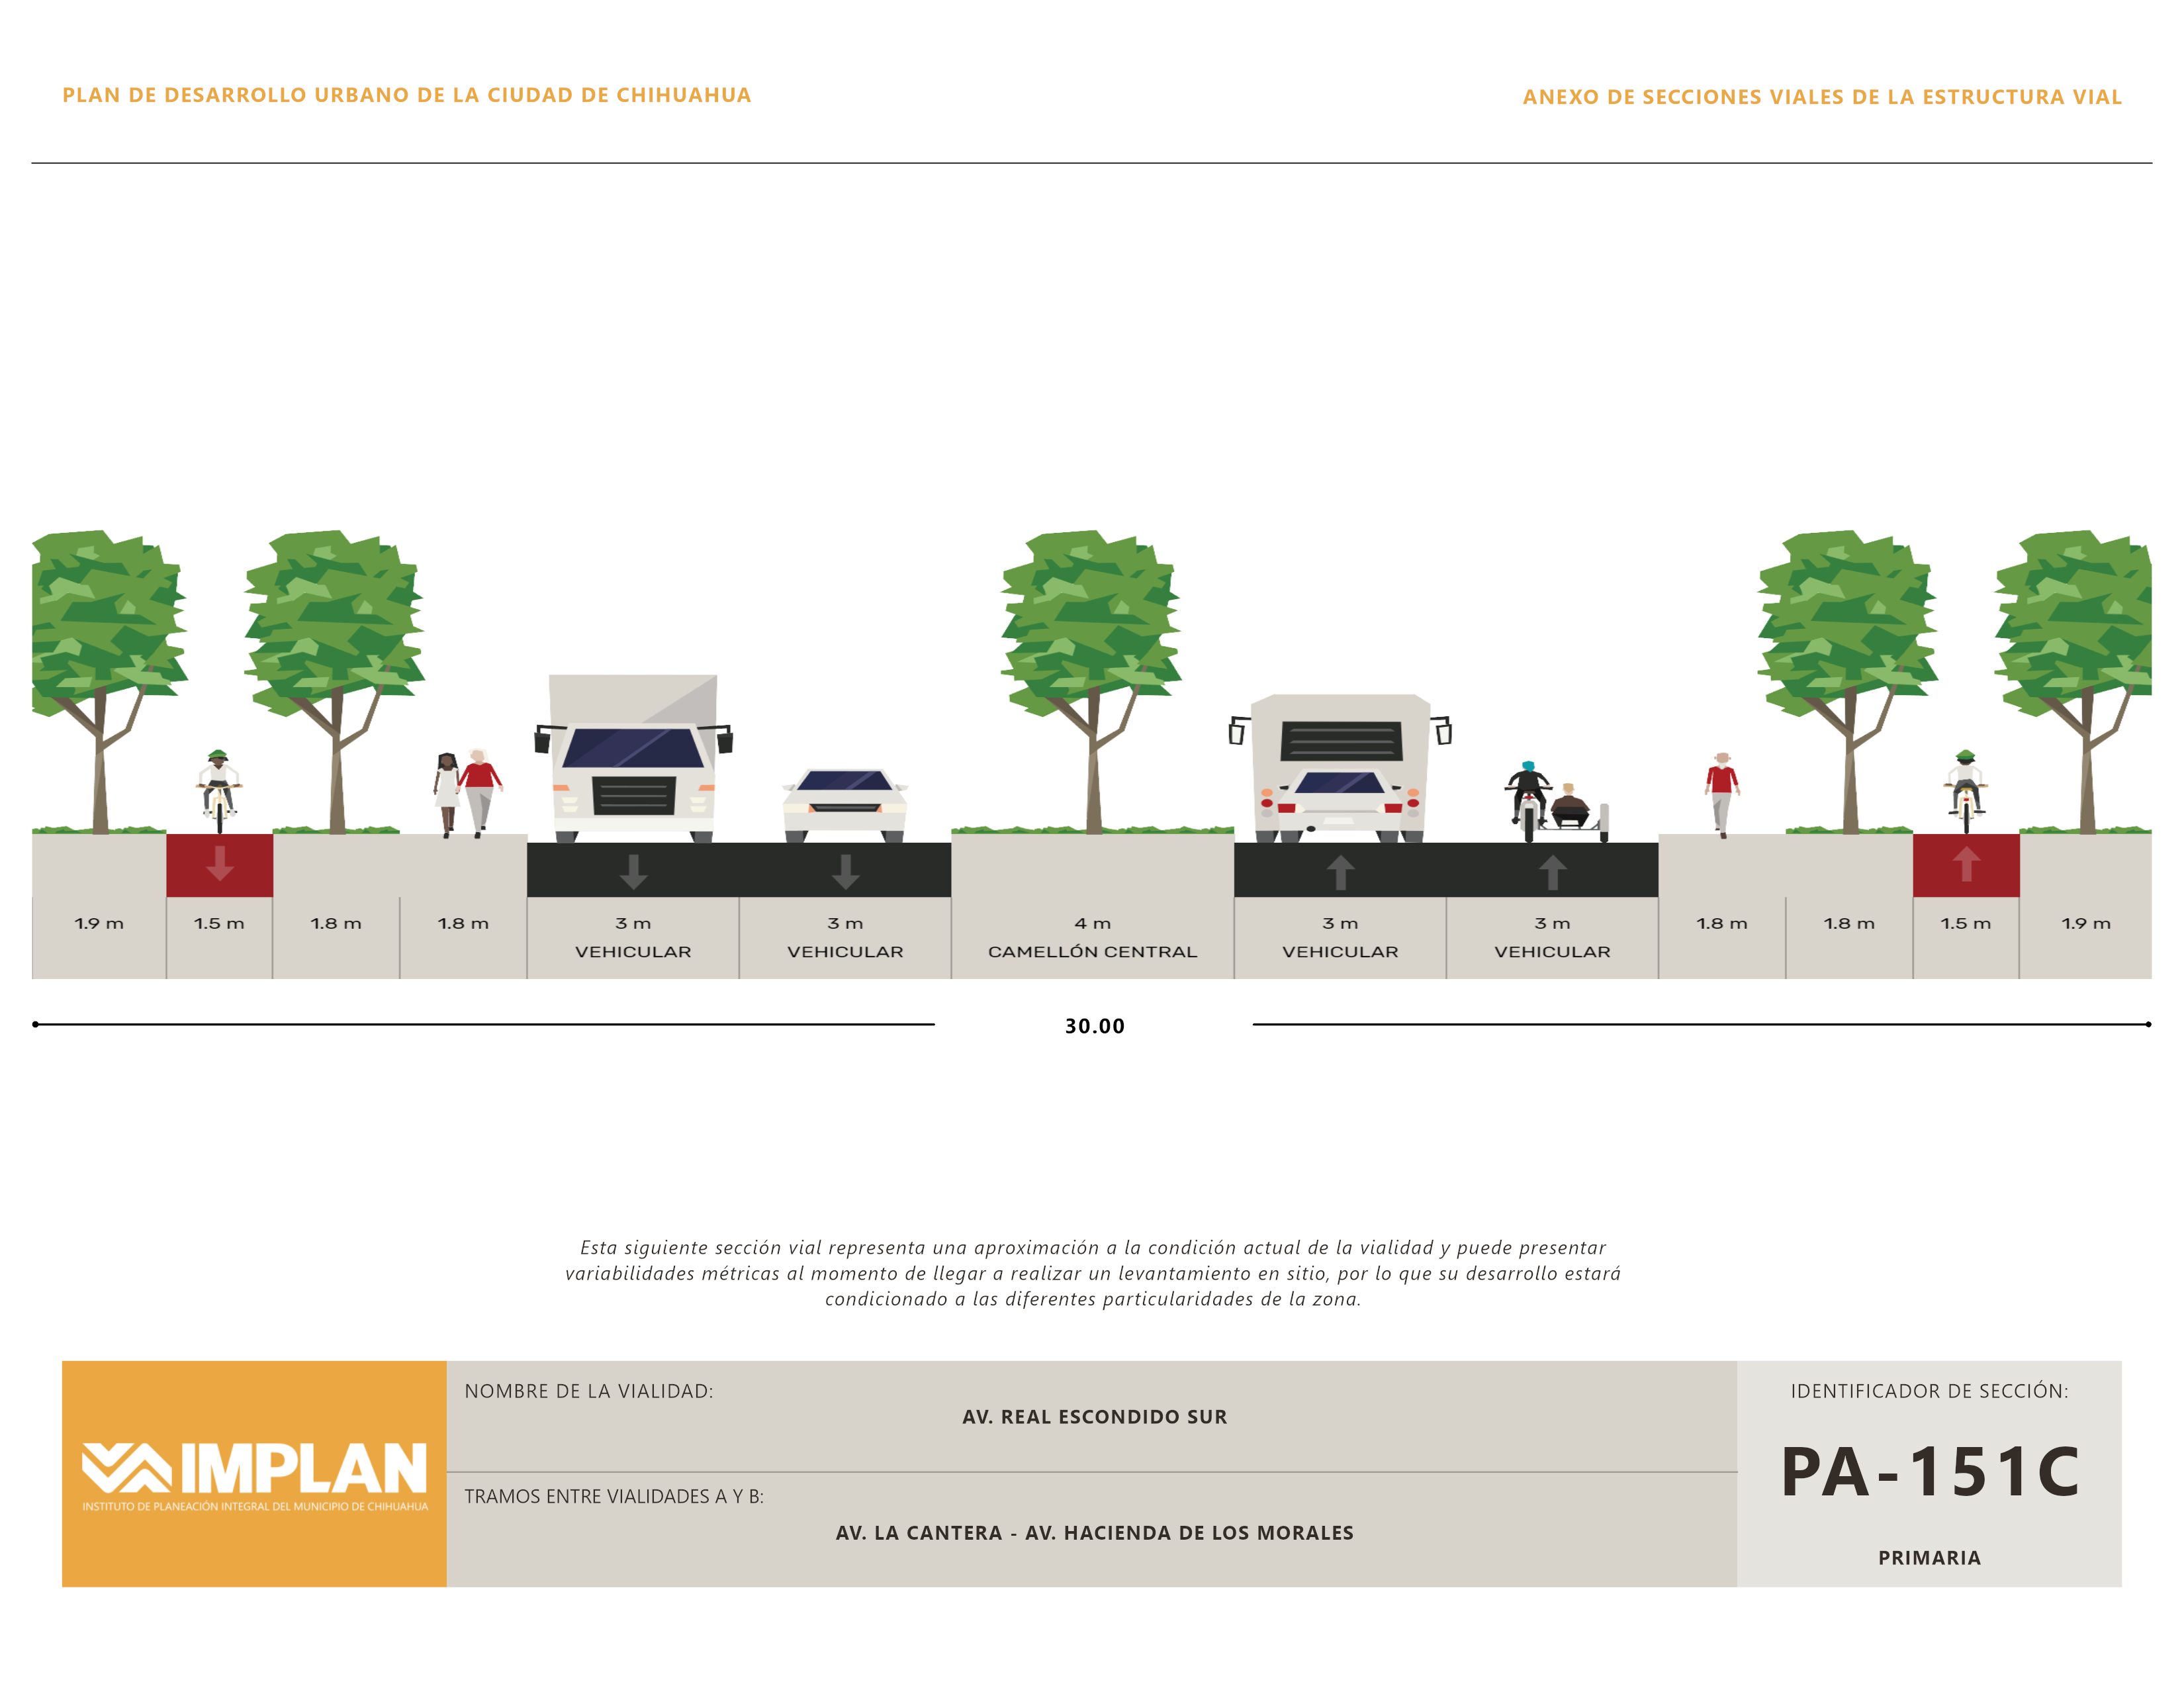 PLAN DE DESARROLLO URBANO DE LA CIUDAD DE CHIHUAHUA
ANEXO DE SECCIONES VIALES DE LA ESTRUCTURA VIAL
1.9 m
1.5 m
1.8 m
1.8 m
3 m
VEHICULAR
3 m
VEHICULAR
4 m
CAMELLÓN CENTRAL
3 m
VEHICULAR
3 m
VEHICULAR
1.8 m
1.8 m
1.5 m
1.9 m
30.00
Esta siguiente sección vial representa una aproximación a la condición actual de la vialidad y puede presentar
variabilidades métricas al momento de llegar a realizar un levantamiento en sitio, por lo que su desarrollo estará
condicionado a las diferentes particularidades de la zona.
IMPLAN
INSTITUTO DE PLANEACIÓN INTEGRAL DEL MUNICIPIO DE CHIHUAHUA
NOMBRE DE LA VIALIDAD:
AV. REAL ESCONDIDO SUR
TRAMOS ENTRE VIALIDADES A Y B:
AV. LA CANTERA - AV. HACIENDA DE LOS MORALES
IDENTIFICADOR DE SECCIÓN:
PA-151C
PRIMARIA